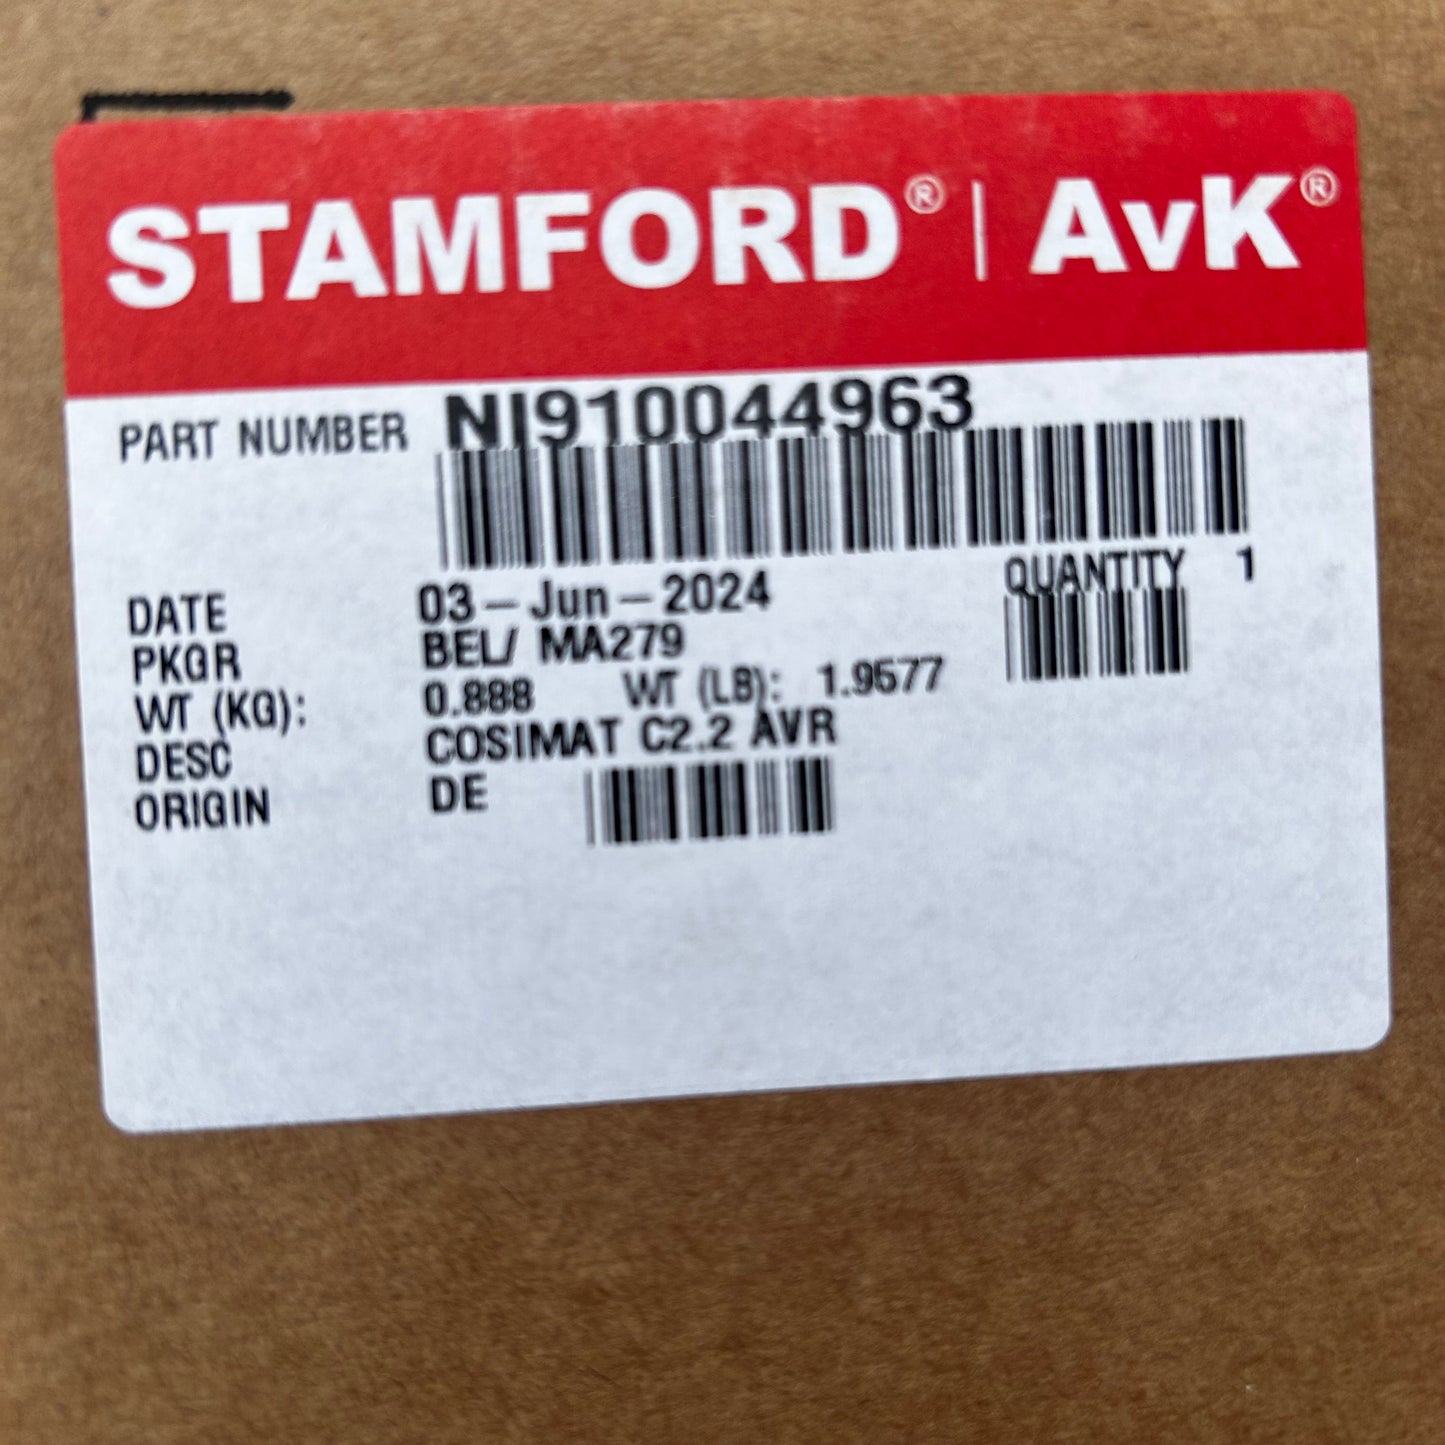 STAMFORD® | AvK®
PART NUMBER NI910044963
DATE 03-Jun-2024 QUANTITY 1
PKGR BEL/ MA279
WT (KG): 0.888 WT (LB): 1.9577
DESC COSIMAT C2.2 AVR
ORIGIN DE